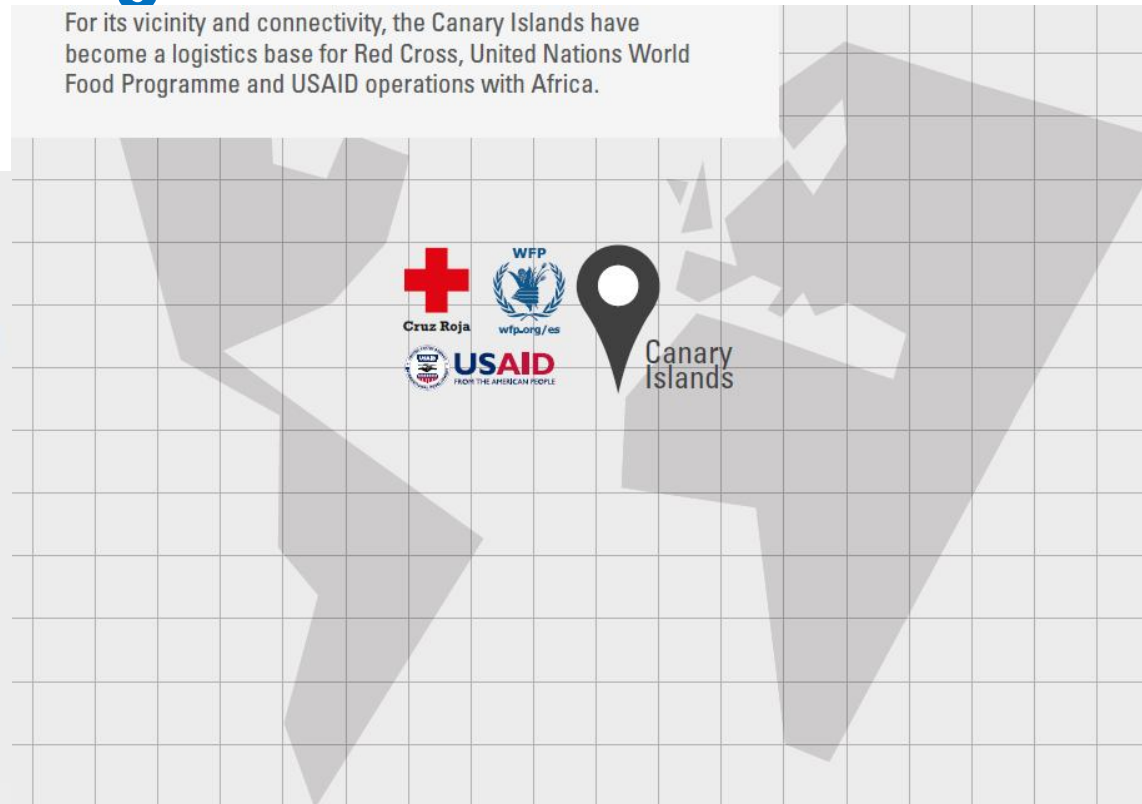 For its vicinity and connectivity, the Canary Islands have
become a logistics base for Red Cross, United Nations World
Food Programme and USAID operations with Africa.
WFP
Cruz Roja
wfp.org/es
USAID
FROM THE AMERICAN PEOPLE
Canary
Islands